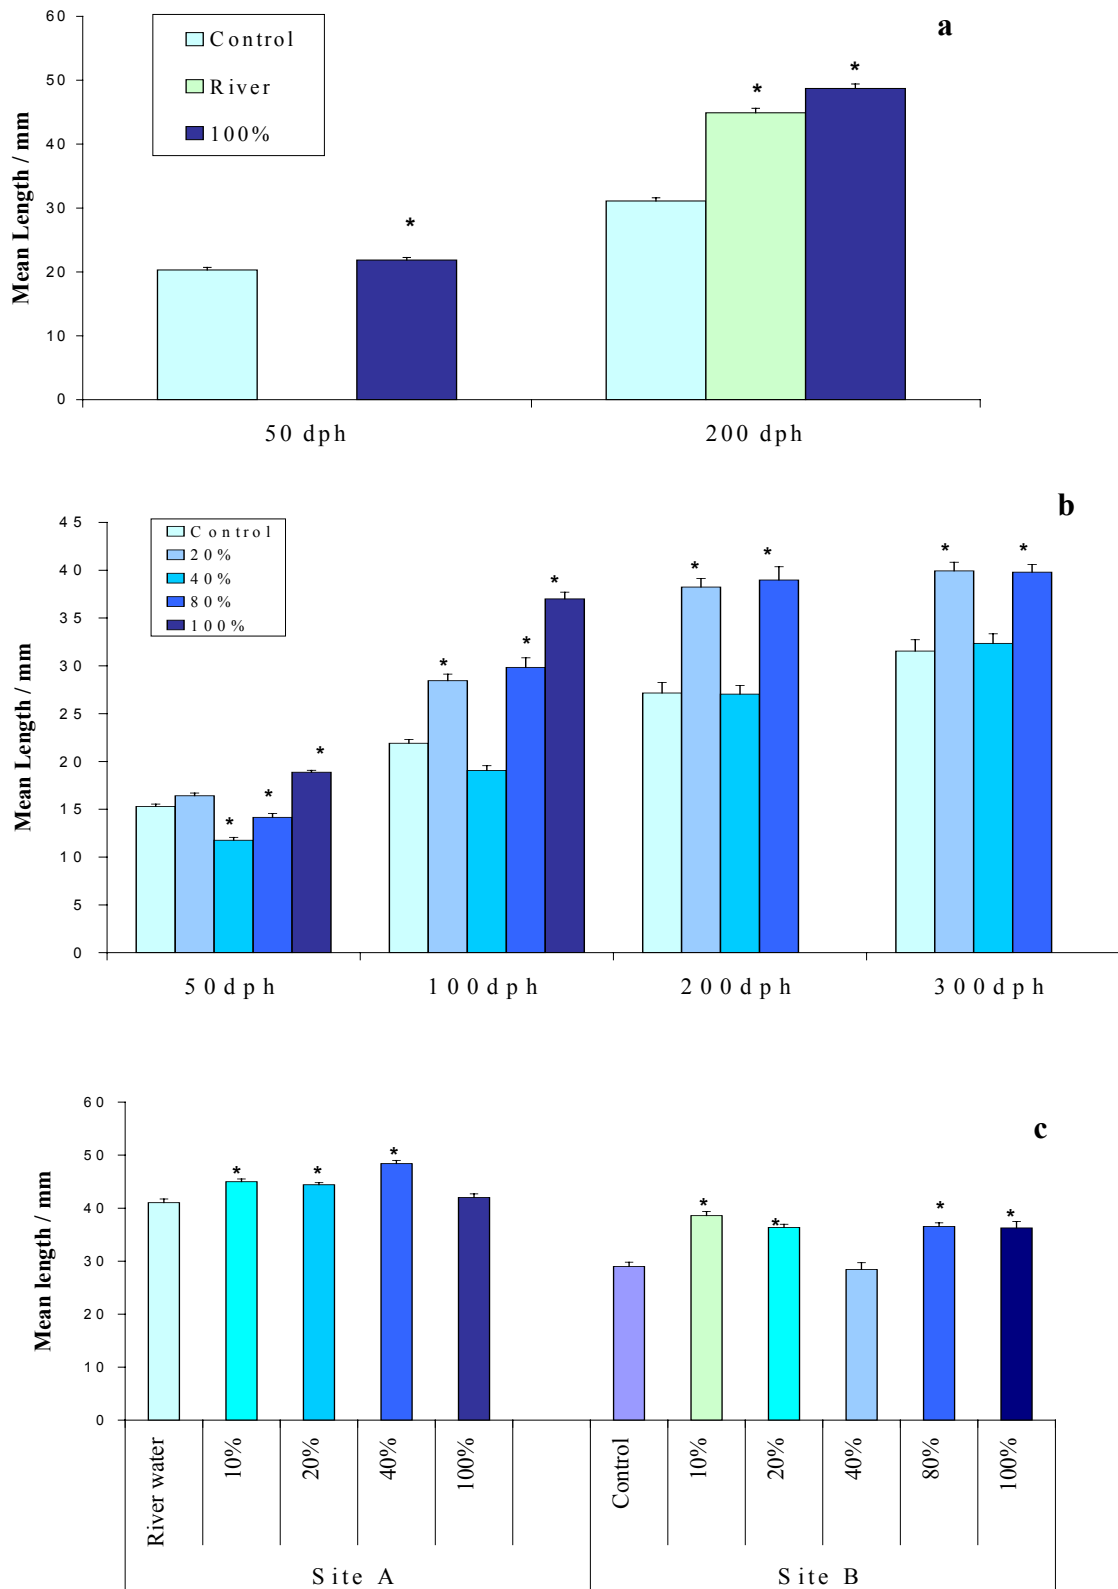 a
Control
River
100%
Mean Length / mm
60
50
40
30
20
10
0
* * *
50 dph 200 dph
b
Control
20%
40%
80%
100%
Mean Length / mm
45
40
35
30
25
20
15
10
5
0
* * * * * * * * * *
50dph 100dph 200dph 300dph
c
Mean length / mm
60
50
40
30
20
10
0
* * * * * * *
River water 10% 20% 40% 100% Control 10% 20% 40% 80% 100%
Site A Site B